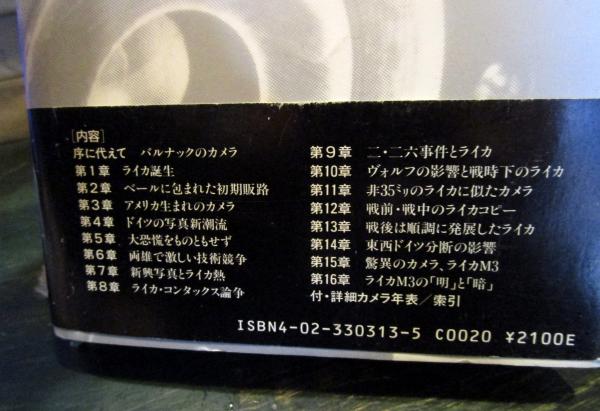 [内容]
序に代えて バルナックのカメラ
第1章 ライカ誕生
第2章 ベールに包まれた初期販路
第3章 アメリカ生まれのカメラ
第4章 ドイツの写真新潮流
第5章 大恐慌をものともせず
第6章 両雄で激しい技術競争
第7章 新興写真とライカ熱
第8章 ライカ・コンタックス論争
第9章 二・二六事件とライカ
第10章 ヴォルフの影響と戦時下のライカ
第11章 非35㍉のライカに似たカメラ
第12章 戦前・戦中のライカコピー
第13章 戦後は順調に発展したライカ
第14章 東西ドイツ分断の影響
第15章 驚異のカメラ、ライカM3
第16章 ライカM3の「明」と「暗」
付・詳細カメラ年表/索引
ISBN4-02-330313-5 C0020 ¥2100E